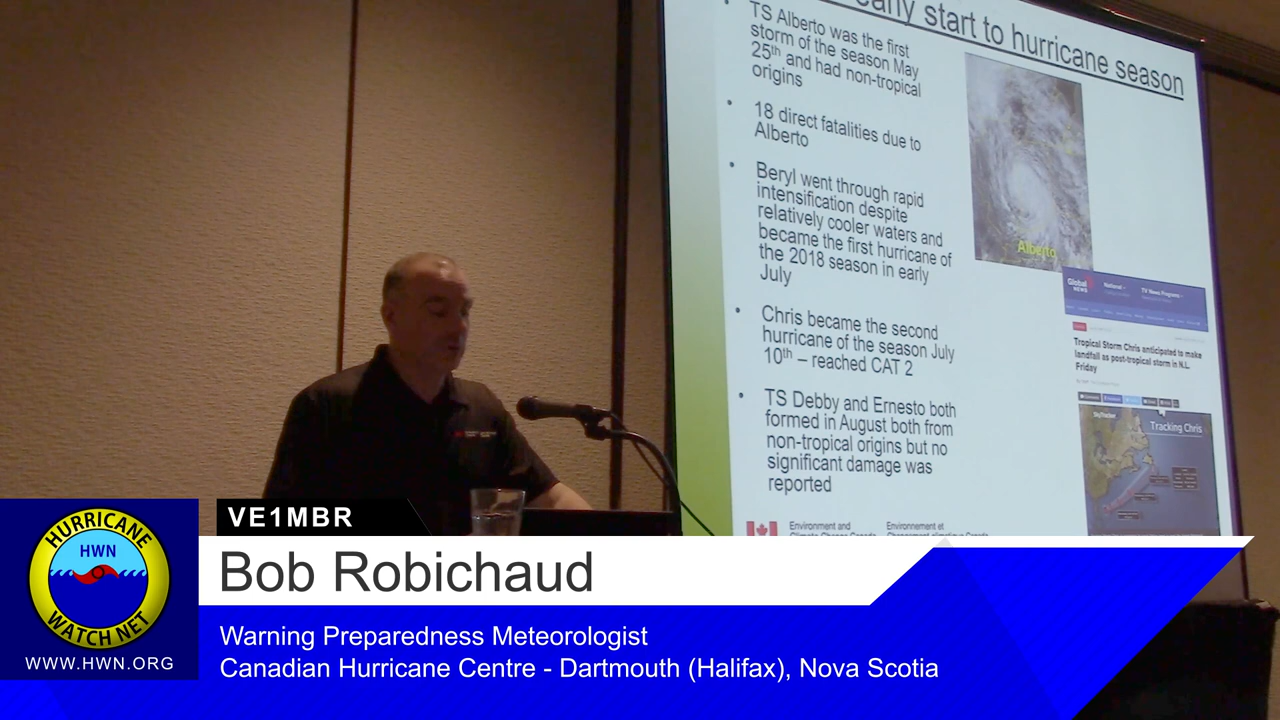 early start to hurricane season
TS Alberto was the first
storm of the season May
25th and had non-tropical
origins
18 direct fatalities due to
Alberto
Beryl went through rapid
intensification despite
relatively cooler waters and
became the first hurricane of
the 2018 season in early
July
Chris became the second
hurricane of the season July
10th – reached CAT 2
TS Debby and Ernesto both
formed in August both from
non-tropical origins but no
significant damage was
reported
Alberto
Global
NEWS
National
TV News Programs
Tropical Storm Chris anticipated to make
landfall as post-tropical storm in N.L.
Friday
SkyTracker
Tracking Chris
Environment and
Climate Change Canada
Environnement et
Changement climatique Canada
HURRICANE
HWN
WATCH NET
WWW.HWN.ORG
VE1MBR
Bob Robichaud
Warning Preparedness Meteorologist
Canadian Hurricane Centre - Dartmouth (Halifax), Nova Scotia